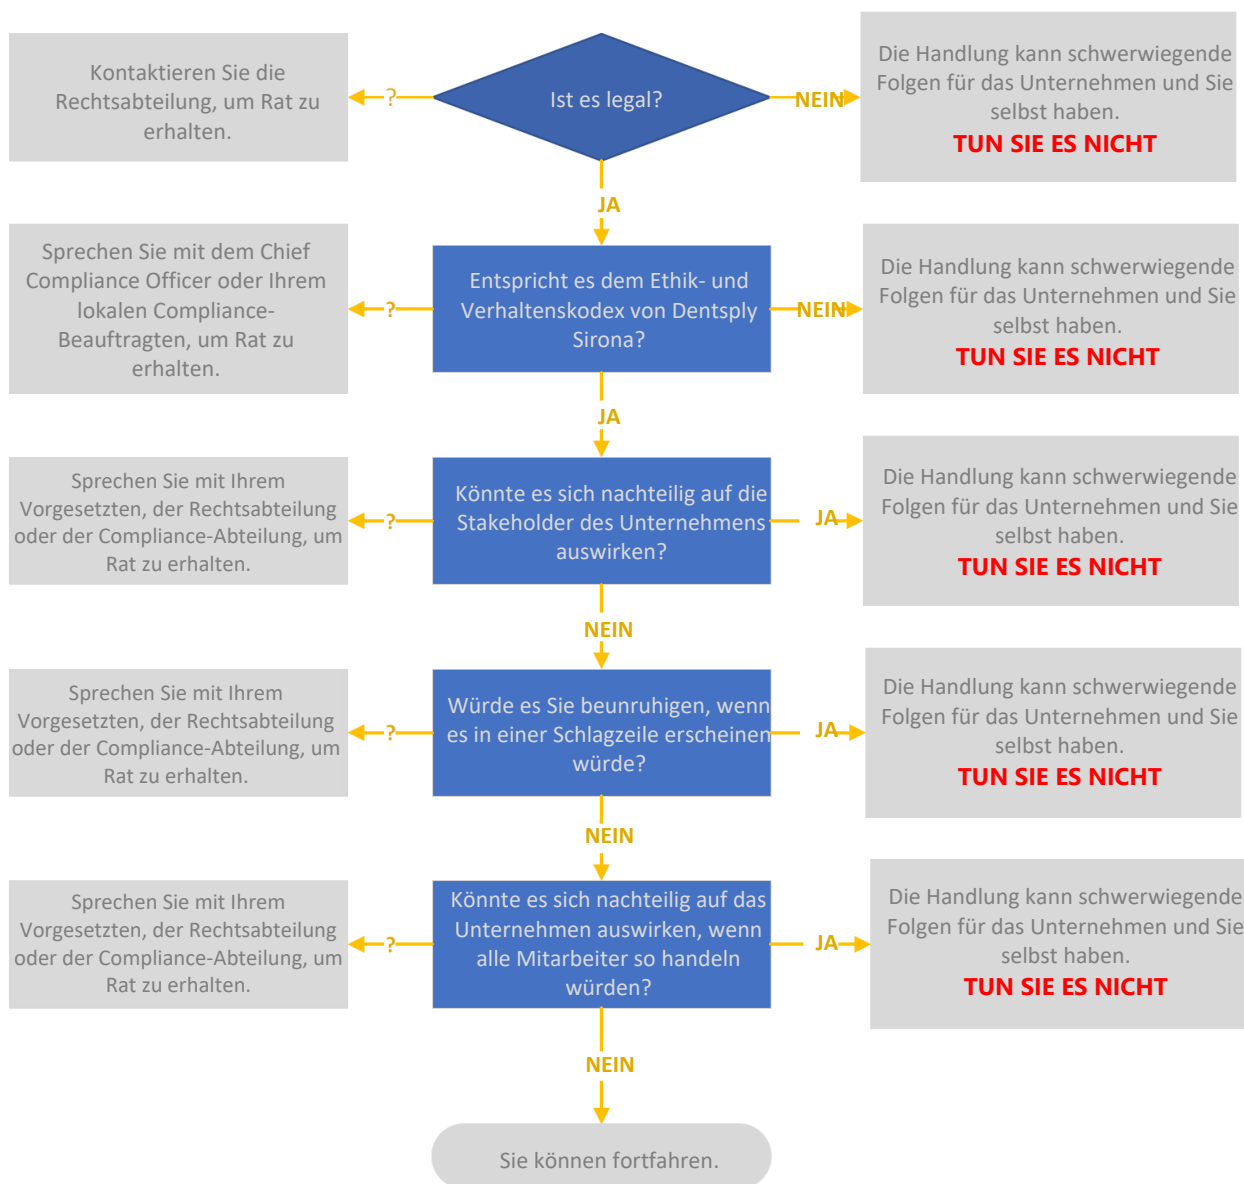 Kontaktieren Sie die
Rechtsabteilung, um Rat zu
erhalten.
?
Ist es legal?
NEIN
Die Handlung kann schwerwiegende
Folgen für das Unternehmen und Sie
selbst haben.
TUN SIE ES NICHT
JA
Sprechen Sie mit dem Chief
Compliance Officer oder Ihrem
lokalen Compliance-
Beauftragten, um Rat zu
erhalten.
?
Entspricht es dem Ethik- und
Verhaltenskodex von Dentsply
Sirona?
NEIN
Die Handlung kann schwerwiegende
Folgen für das Unternehmen und Sie
selbst haben.
TUN SIE ES NICHT
JA
Sprechen Sie mit Ihrem
Vorgesetzten, der Rechtsabteilung
oder der Compliance-Abteilung, um
Rat zu erhalten.
?
Könnte es sich nachteilig auf die
Stakeholder des Unternehmens
auswirken?
JA
Die Handlung kann schwerwiegende
Folgen für das Unternehmen und Sie
selbst haben.
TUN SIE ES NICHT
NEIN
Sprechen Sie mit Ihrem
Vorgesetzten, der Rechtsabteilung
oder der Compliance-Abteilung, um
Rat zu erhalten.
?
Würde es Sie beunruhigen, wenn
es in einer Schlagzeile erscheinen
würde?
JA
Die Handlung kann schwerwiegende
Folgen für das Unternehmen und Sie
selbst haben.
TUN SIE ES NICHT
NEIN
Sprechen Sie mit Ihrem
Vorgesetzten, der Rechtsabteilung
oder der Compliance-Abteilung, um
Rat zu erhalten.
?
Könnte es sich nachteilig auf das
Unternehmen auswirken, wenn
alle Mitarbeiter so handeln
würden?
JA
Die Handlung kann schwerwiegende
Folgen für das Unternehmen und Sie
selbst haben.
TUN SIE ES NICHT
NEIN
Sie können fortfahren.